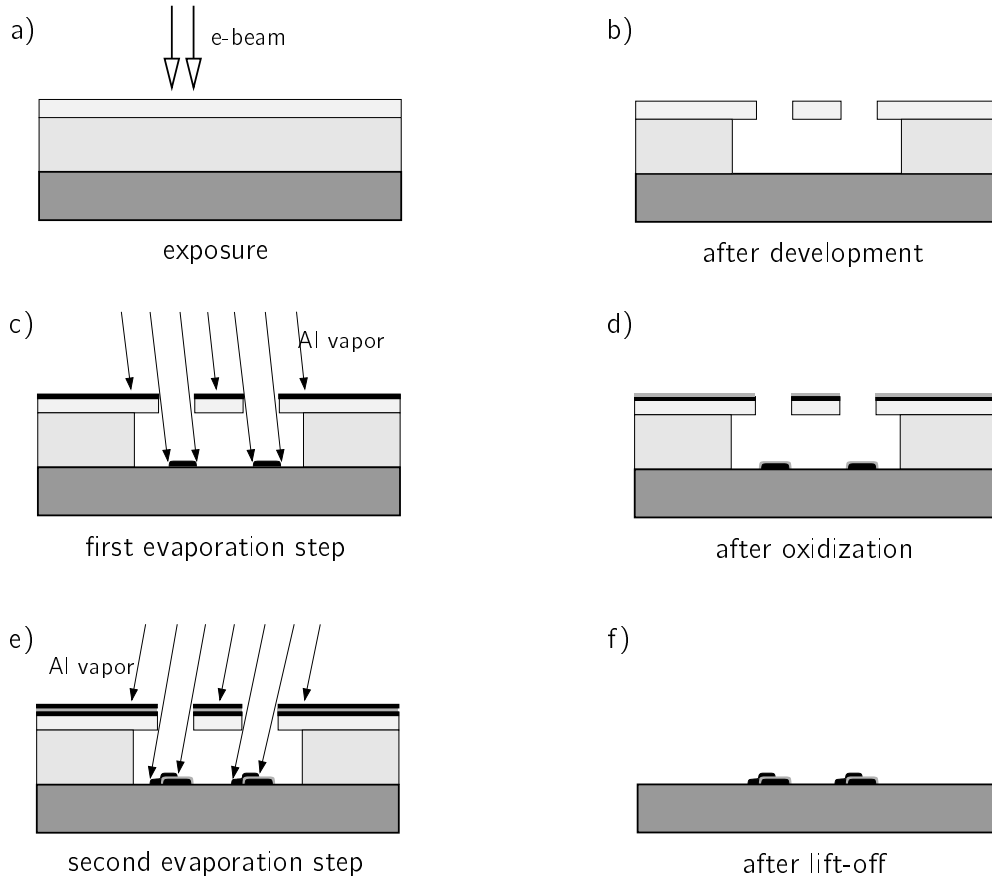 a)
e-beam
exposure
b)
after development
c)
Al vapor
first evaporation step
d)
after oxidization
e)
Al vapor
second evaporation step
f)
after lift-off